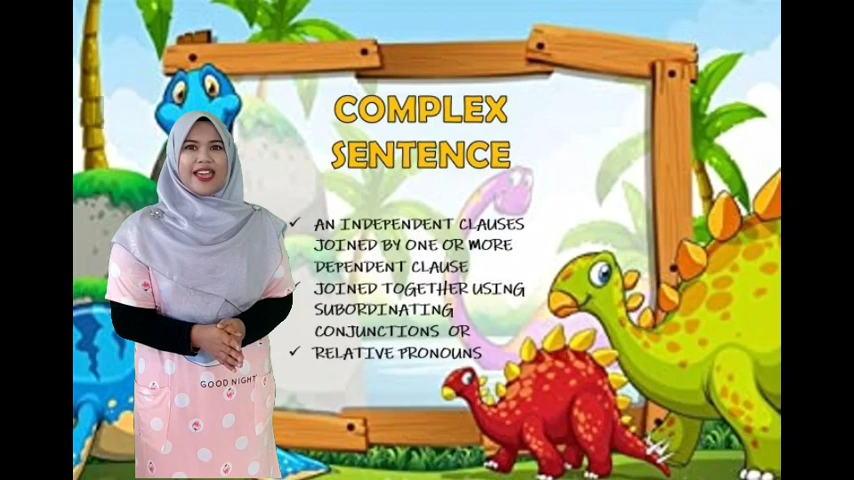 COMPLEX
SENTENCE
AN INDEPENDENT CLAUSES
JOINED BY ONE OR MORE
DEPENDENT CLAUSE
JOINED TOGETHER USING
SUBORDINATING
CONJUNCTIONS OR
RELATIVE PRONOUNS
GOOD NIGHT